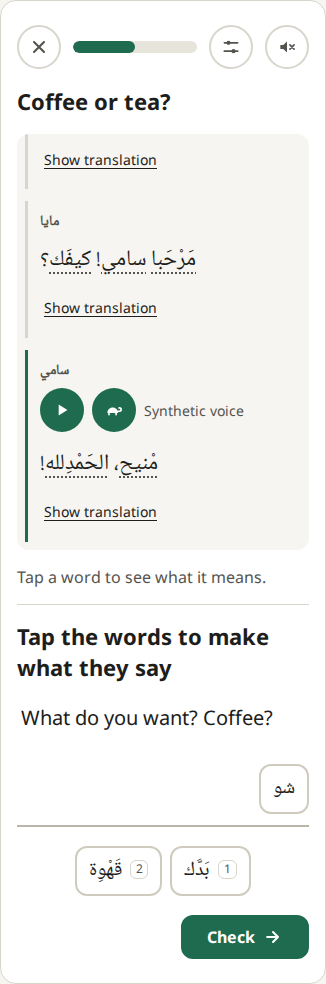 Coffee or tea?
Show translation
مايا
مَرْحَبا سامي! كيفَك؟
Show translation
سامي
Synthetic voice
مْنيح، الحَمْدِلله!
Show translation
Tap a word to see what it means.
Tap the words to make
what they say
What do you want? Coffee?
شو
بَدَّك 1
قَهْوِة 2
Check